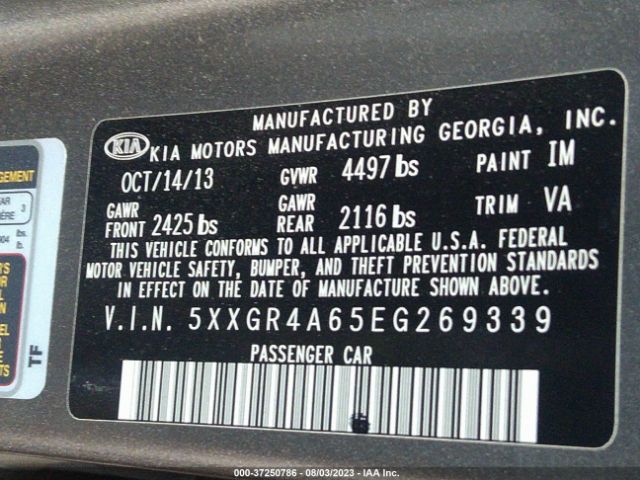 MANUFACTURED BY
KIA KIA MOTORS MANUFACTURING GEORGIA, INC.
OCT/14/13 GVWR 4497 lbs PAINT IM
GAWR FRONT 2425 lbs GAWR REAR 2116 lbs TRIM VA
THIS VEHICLE CONFORMS TO ALL APPLICABLE U.S.A. FEDERAL
MOTOR VEHICLE SAFETY, BUMPER, AND THEFT PREVENTION STANDARDS
IN EFFECT ON THE DATE OF MANUFACTURE SHOWN ABOVE.
V.I.N. 5XXGR4A65EG269339
PASSENGER CAR
TF
000-37250786 - 08/03/2023 - IAA Inc.